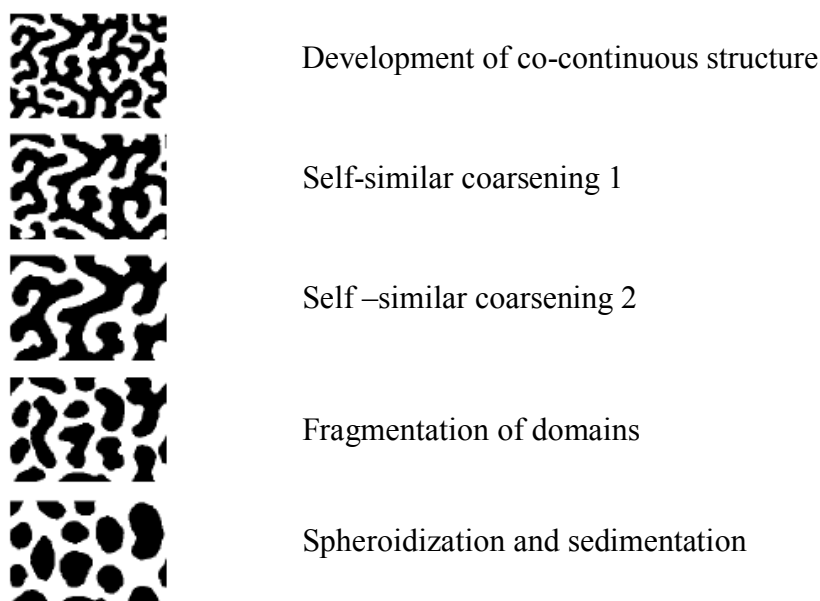 Development of co-continuous structure
Self-similar coarsening 1
Self –similar coarsening 2
Fragmentation of domains
Spheroidization and sedimentation